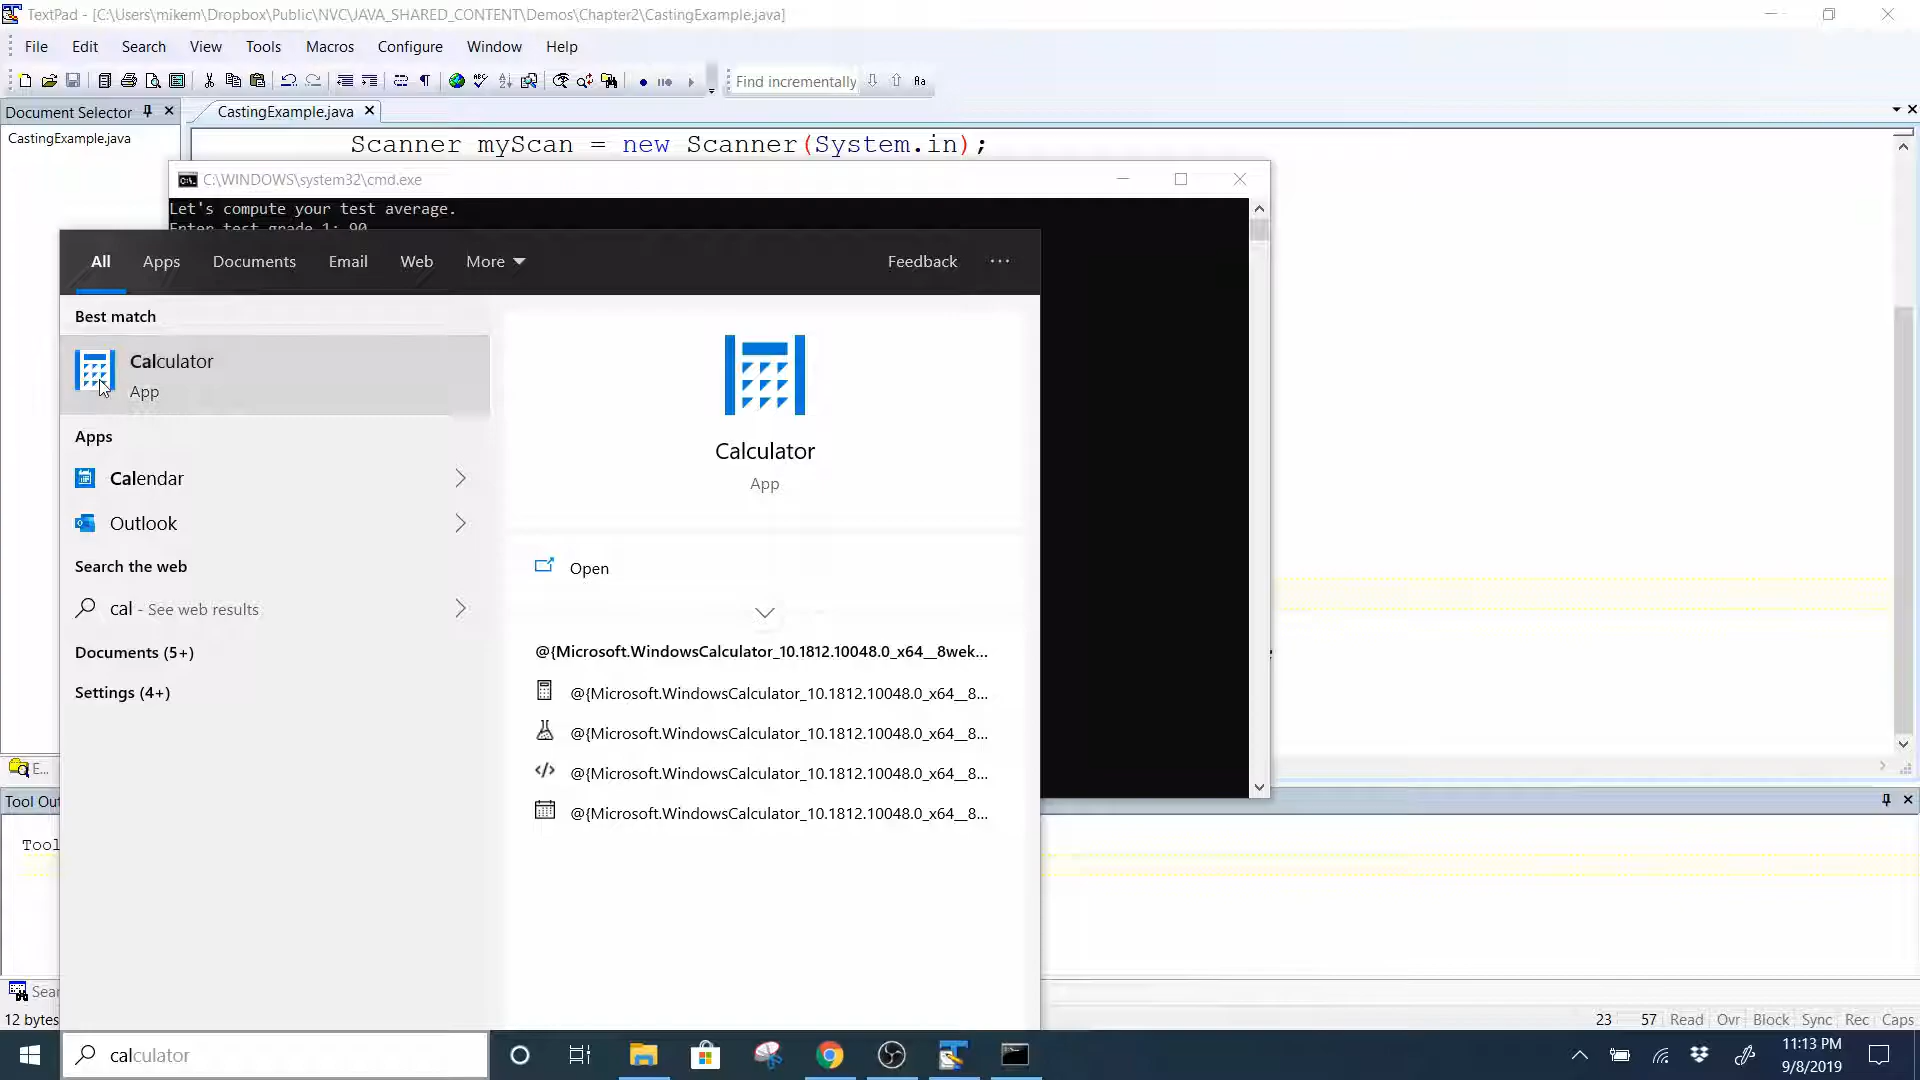 TextPad - [C:\Users\mikem\Dropbox\Public\NVC\JAVA_SHARED_CONTENT\Demos\Chapter2\CastingExample.java]
File Edit Search View Tools Macros Configure Window Help
Find incrementally
Document Selector
CastingExample.java
CastingExample.java
Scanner myScan = new Scanner(System.in);
C:\WINDOWS\system32\cmd.exe
Let's compute your test average.
Enter test grade 1: 90
All Apps Documents Email Web More Feedback ...
Best match
Calculator
App
Apps
Calendar
Outlook
Search the web
cal - See web results
Documents (5+)
Settings (4+)
Calculator
App
Open
@{Microsoft.WindowsCalculator_10.1812.10048.0_x64__8wek...
@{Microsoft.WindowsCalculator_10.1812.10048.0_x64__8...
@{Microsoft.WindowsCalculator_10.1812.10048.0_x64__8...
@{Microsoft.WindowsCalculator_10.1812.10048.0_x64__8...
@{Microsoft.WindowsCalculator_10.1812.10048.0_x64__8...
E...
Tool Out
Tool
Sear
12 bytes
23 57 Read Ovr Block Sync Rec Caps
calculator
11:13 PM
9/8/2019